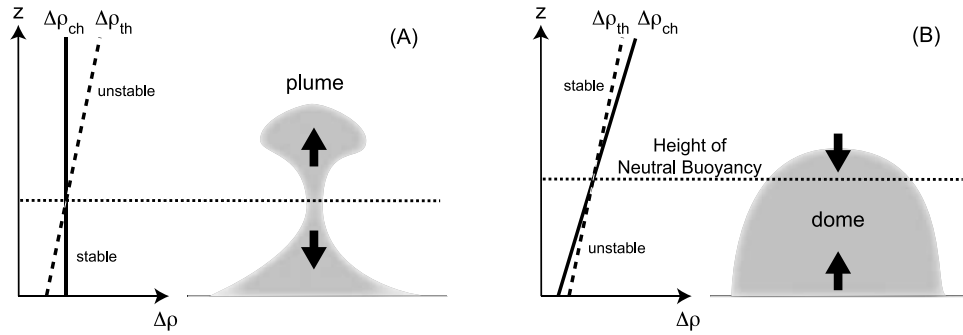 z
Δρch
Δρth
(A)
unstable
plume
stable
Δρ
z
Δρth
Δρch
(B)
stable
Height of
Neutral Buoyancy
dome
unstable
Δρ